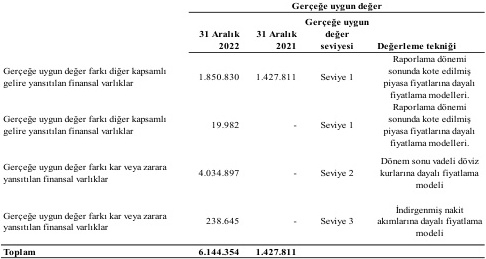 Gerçeğe uygun değer
31 Aralık 2022
31 Aralık 2021
Gerçeğe uygun değer seviyesi
Değerleme tekniği
Gerçeğe uygun değer farkı diğer kapsamlı gelire yansıtılan finansal varlıklar 1.850.830 1.427.811 Seviye 1 Raporlama dönemi sonunda kote edilmiş piyasa fiyatlarına dayalı fiyatlama modelleri.
Gerçeğe uygun değer farkı diğer kapsamlı gelire yansıtılan finansal varlıklar 19.982 - Seviye 1 Raporlama dönemi sonunda kote edilmiş piyasa fiyatlarına dayalı fiyatlama modelleri.
Gerçeğe uygun değer farkı kar veya zarara yansıtılan finansal varlıklar 4.034.897 - Seviye 2 Dönem sonu vadeli döviz kurlarına dayalı fiyatlama modeli
Gerçeğe uygun değer farkı kar veya zarara yansıtılan finansal varlıklar 238.645 - Seviye 3 İndirgenmiş nakit akımlarına dayalı fiyatlama modeli
Toplam 6.144.354 1.427.811